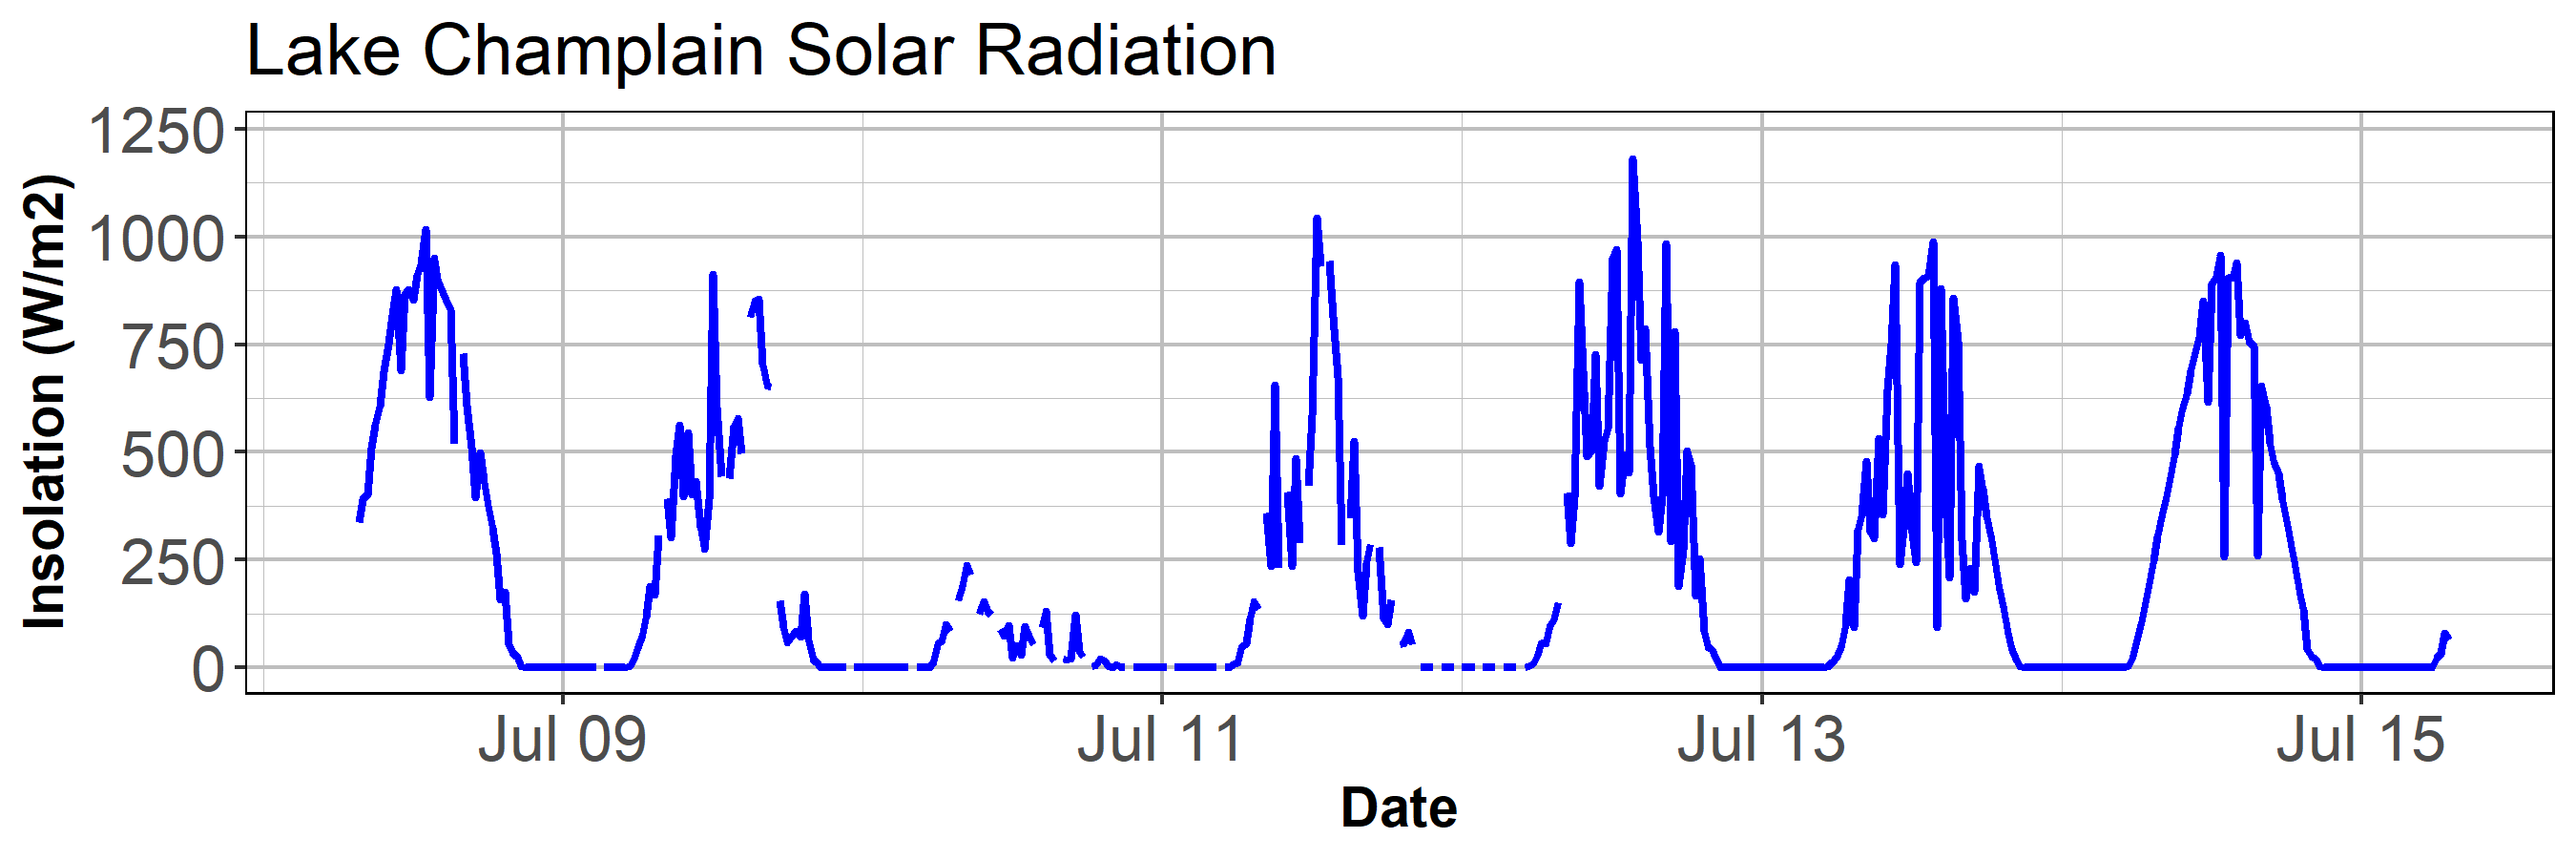 Lake Champlain Solar Radiation
1250
1000
750
500
250
0
Insolation (W/m2)
Jul 09
Jul 11
Jul 13
Jul 15
Date